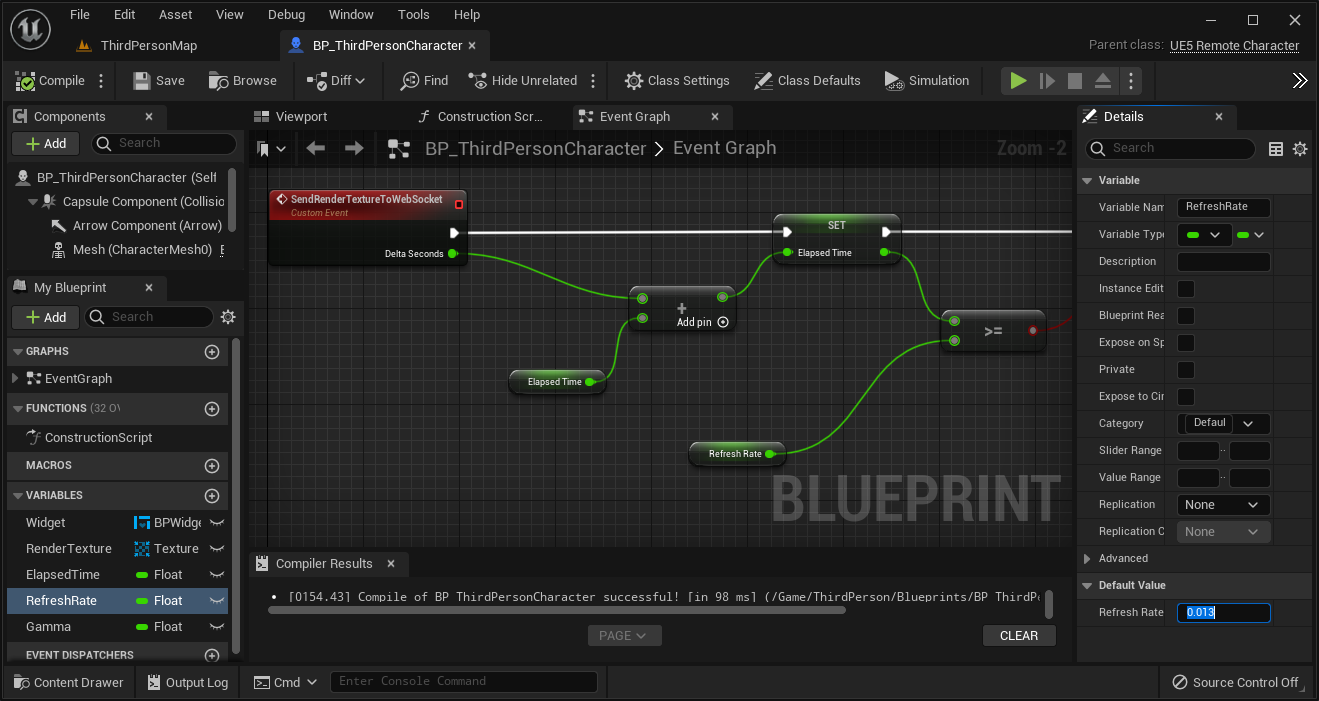 File Edit Asset View Debug Window Tools Help
ThirdPersonMap
BP_ThirdPersonCharacter
Parent class: UE5 Remote Character
Compile
Save
Browse
Diff
Find
Hide Unrelated
Class Settings
Class Defaults
Simulation
Components
Add
Search
BP_ThirdPersonCharacter (Self
Capsule Component (Collisio
Arrow Component (Arrow)
Mesh (CharacterMesh0)
My Blueprint
Add
Search
GRAPHS
EventGraph
FUNCTIONS (32 OV
ConstructionScript
MACROS
VARIABLES
Widget BPWidge
RenderTexture Texture
ElapsedTime Float
RefreshRate Float
Gamma Float
EVENT DISPATCHERS
Viewport
Construction Scr...
Event Graph
BP_ThirdPersonCharacter > Event Graph
Zoom -2
SendRenderTextureToWebSocket
Custom Event
Delta Seconds
SET
Elapsed Time
Add pin
Elapsed Time
>=
Refresh Rate
BLUEPRINT
Compiler Results
• [0154.43] Compile of BP ThirdPersonCharacter successful! [in 98 ms] (/Game/ThirdPerson/Blueprints/BP ThirdPe
PAGE
CLEAR
Details
Search
Variable
Variable Nam RefreshRate
Variable Type
Description
Instance Edit
Blueprint Rea
Expose on Sp
Private
Expose to Cin
Category Defaul
Slider Range ..
Value Range ..
Replication None
Replication C None
Advanced
Default Value
Refresh Rate 0.013
Content Drawer
Output Log
Cmd
Enter Console Command
Source Control Off